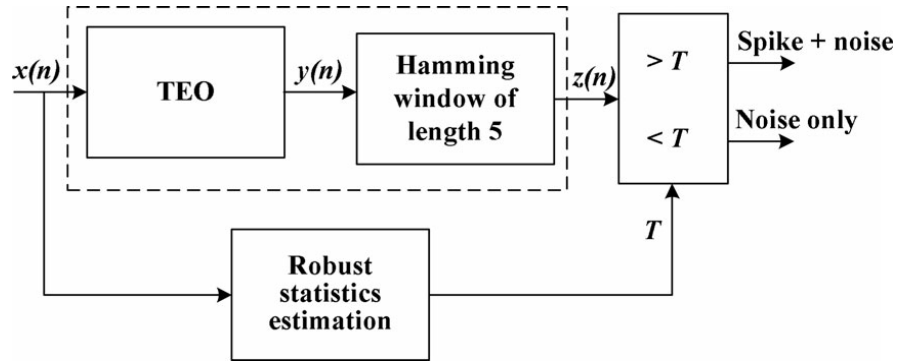 x(n)
TEO
y(n)
Hamming
window of
length 5
z(n)
> T
< T
Spike + noise
Noise only
T
Robust
statistics
estimation